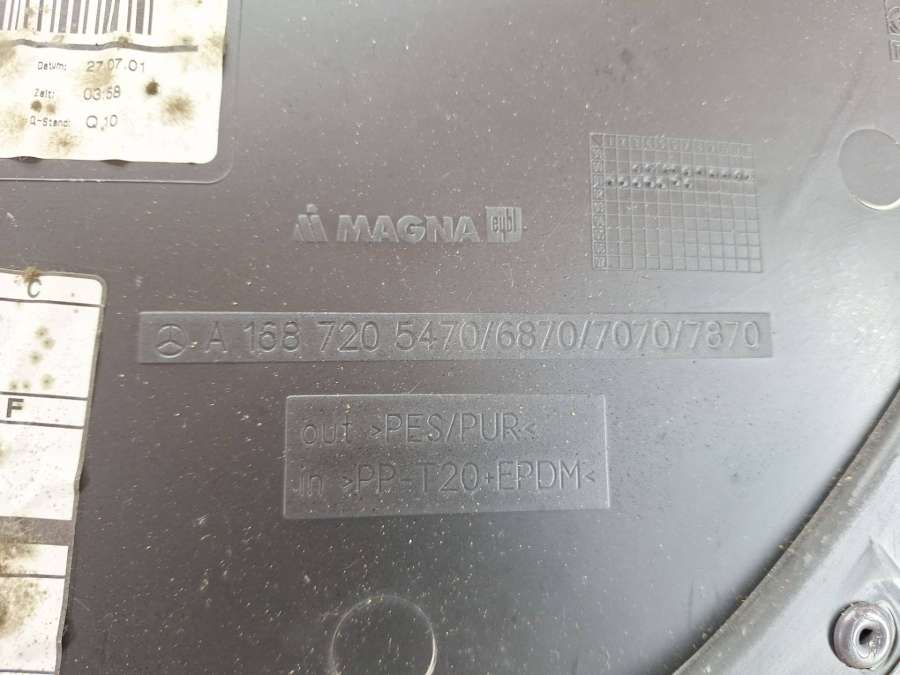 Datum: 27.07.01
Zeit: 03:58
Q-Stand: Q.10
MAGNA eybl
C
A 168 720 5470/6870/7070/7870
F
out >PES/PUR<
in >PP-T20+EPDM<